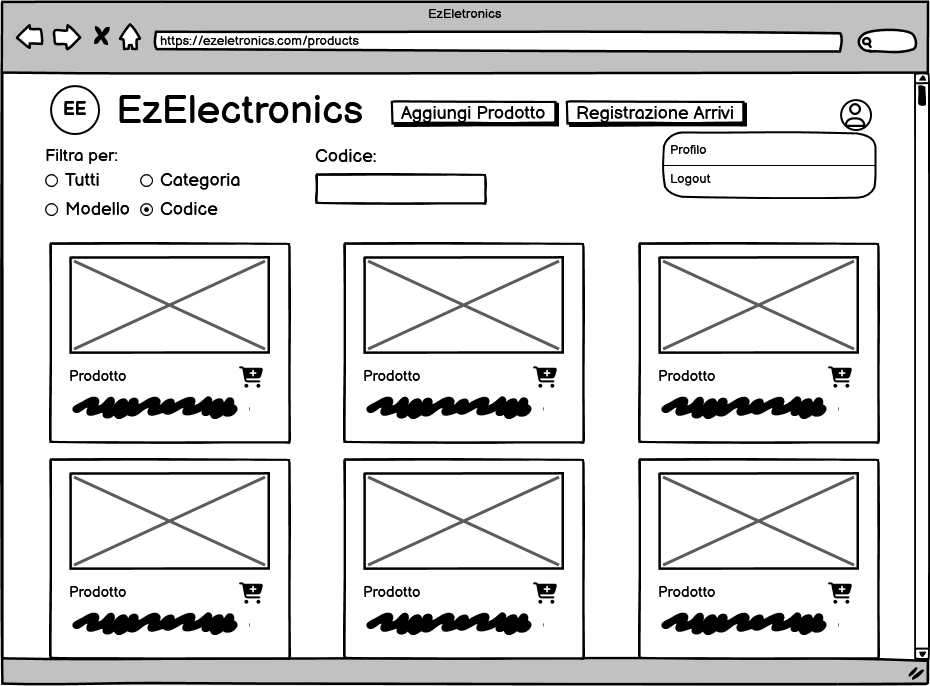 EzEletronics
https://ezeletronics.com/products
EE
EzElectronics
Aggiungi Prodotto
Registrazione Arrivi
Filtra per:
Tutti
Categoria
Modello
Codice
Codice:
Profilo
Logout
Prodotto
Prodotto
Prodotto
Prodotto
Prodotto
Prodotto